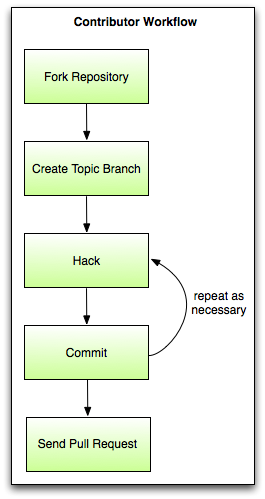 Contributor Workflow
Fork Repository
Create Topic Branch
Hack
repeat as
necessary
Commit
Send Pull Request